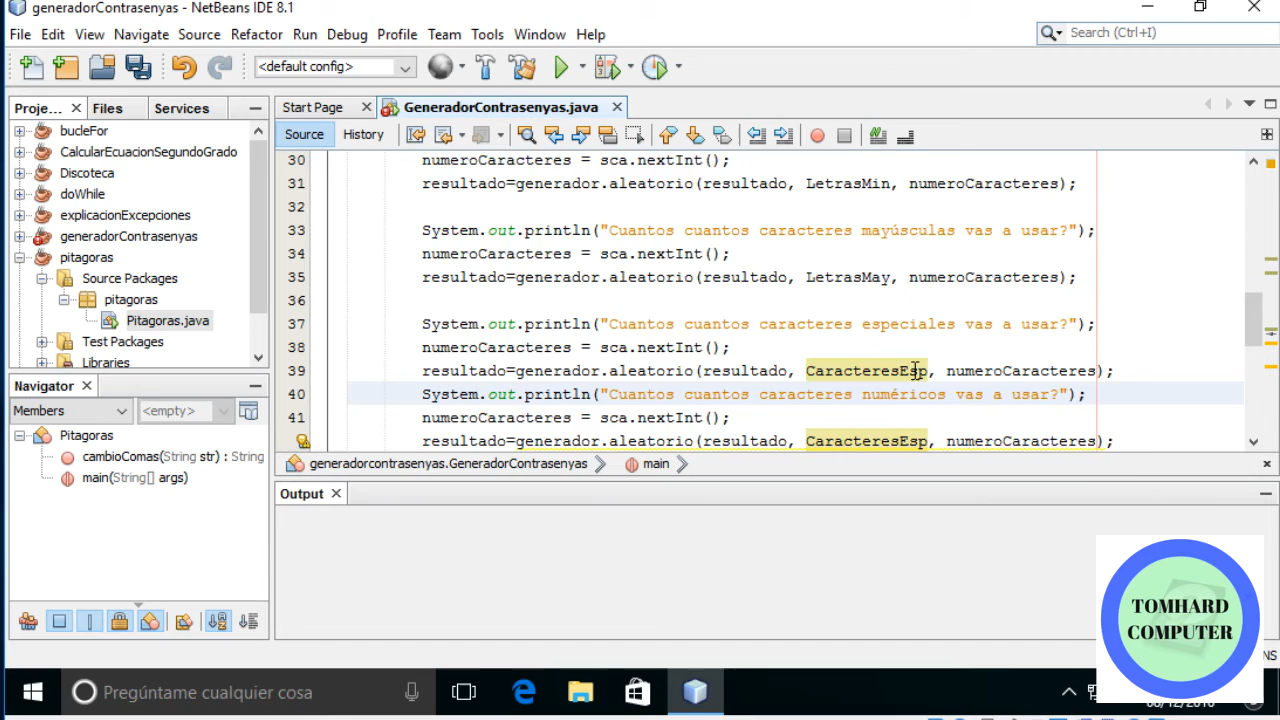 generadorContrasenyas - NetBeans IDE 8.1
File Edit View Navigate Source Refactor Run Debug Profile Team Tools Window Help
Search (Ctrl+I)
<default config>
Proje... Files Services
Start Page GeneradorContrasenyas.java
Source History
bucleFor
CalcularEcuacionSegundoGrado
Discoteca
doWhile
explicacionExcepciones
generadorContrasenyas
pitagoras
Source Packages
pitagoras
Pitagoras.java
Test Packages
Libraries
30 numeroCaracteres = sca.nextInt();
31 resultado=generador.aleatorio(resultado, LetrasMin, numeroCaracteres);
32
33 System.out.println("Cuantos cuantos caracteres mayúsculas vas a usar?");
34 numeroCaracteres = sca.nextInt();
35 resultado=generador.aleatorio(resultado, LetrasMay, numeroCaracteres);
36
37 System.out.println("Cuantos cuantos caracteres especiales vas a usar?");
38 numeroCaracteres = sca.nextInt();
39 resultado=generador.aleatorio(resultado, CaracteresEsp, numeroCaracteres);
40 System.out.println("Cuantos cuantos caracteres numéricos vas a usar?");
41 numeroCaracteres = sca.nextInt();
resultado=generador.aleatorio(resultado, CaracteresEsp, numeroCaracteres);
generadorcontrasenyas.GeneradorContrasenyas main
Navigator
Members <empty>
Pitagoras
cambioComas(String str) : String
main(String[] args)
Output
TOMHARD
COMPUTER
Pregúntame cualquier cosa